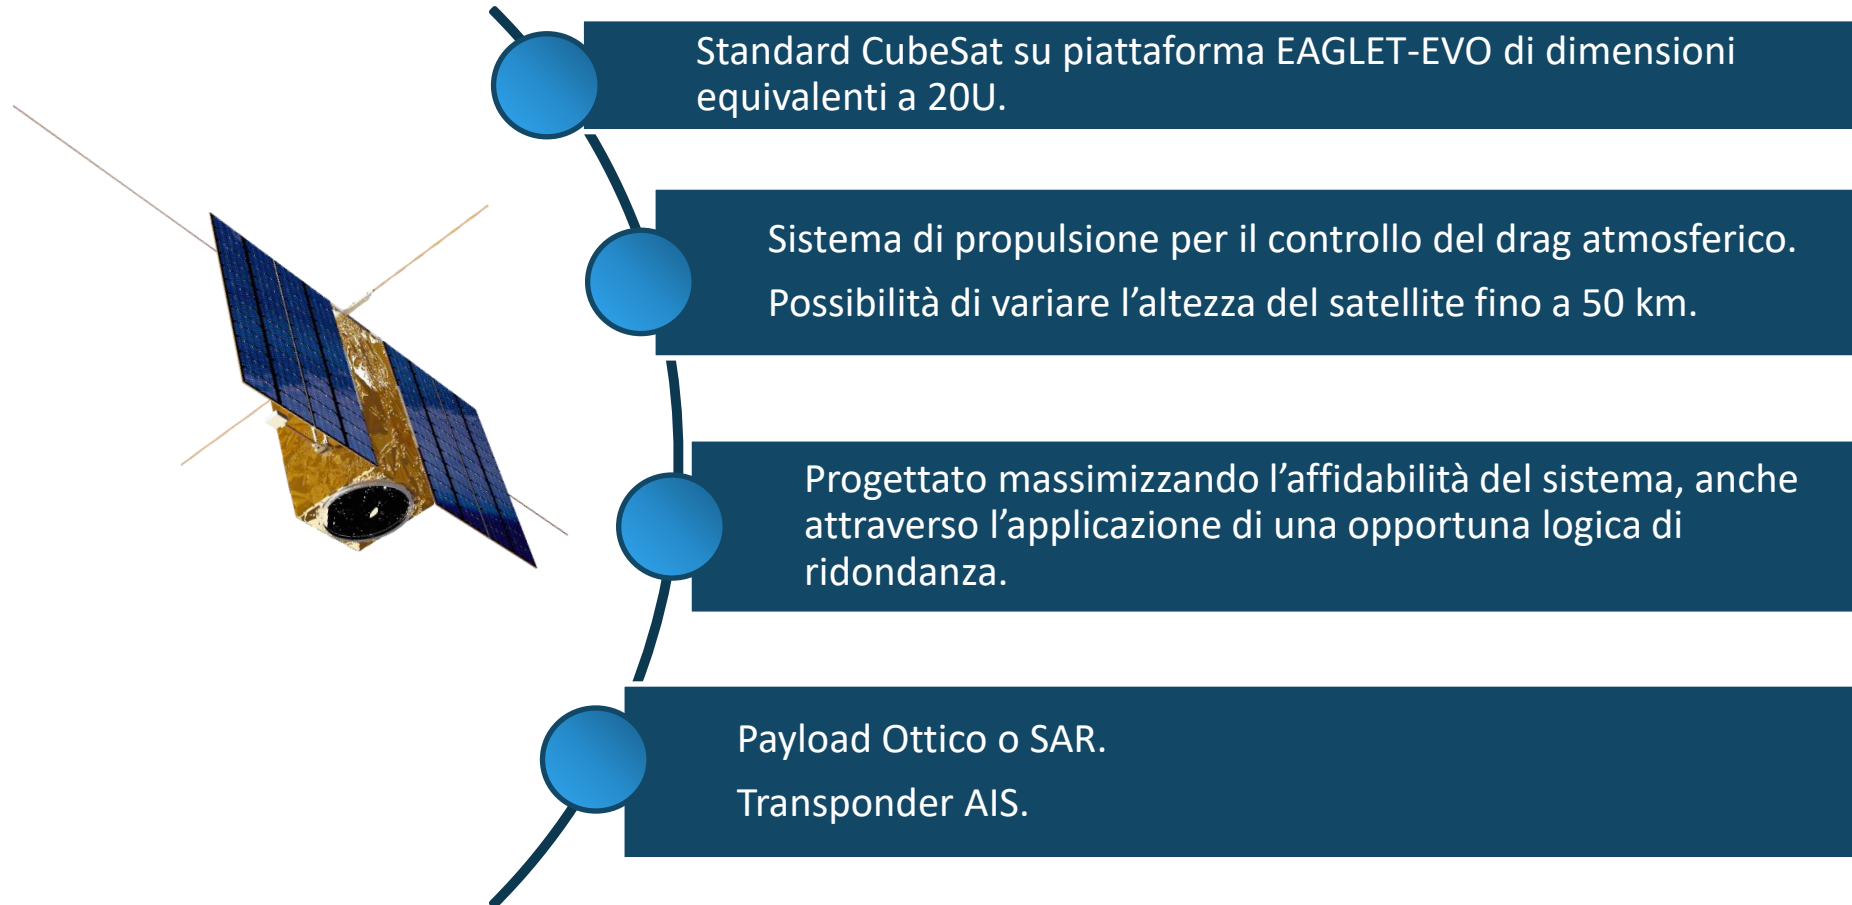 Standard CubeSat su piattaforma EAGLET-EVO di dimensioni
equivalenti a 20U.
Sistema di propulsione per il controllo del drag atmosferico.
Possibilità di variare l’altezza del satellite fino a 50 km.
Progettato massimizzando l’affidabilità del sistema, anche
attraverso l’applicazione di una opportuna logica di
ridondanza.
Payload Ottico o SAR.
Transponder AIS.